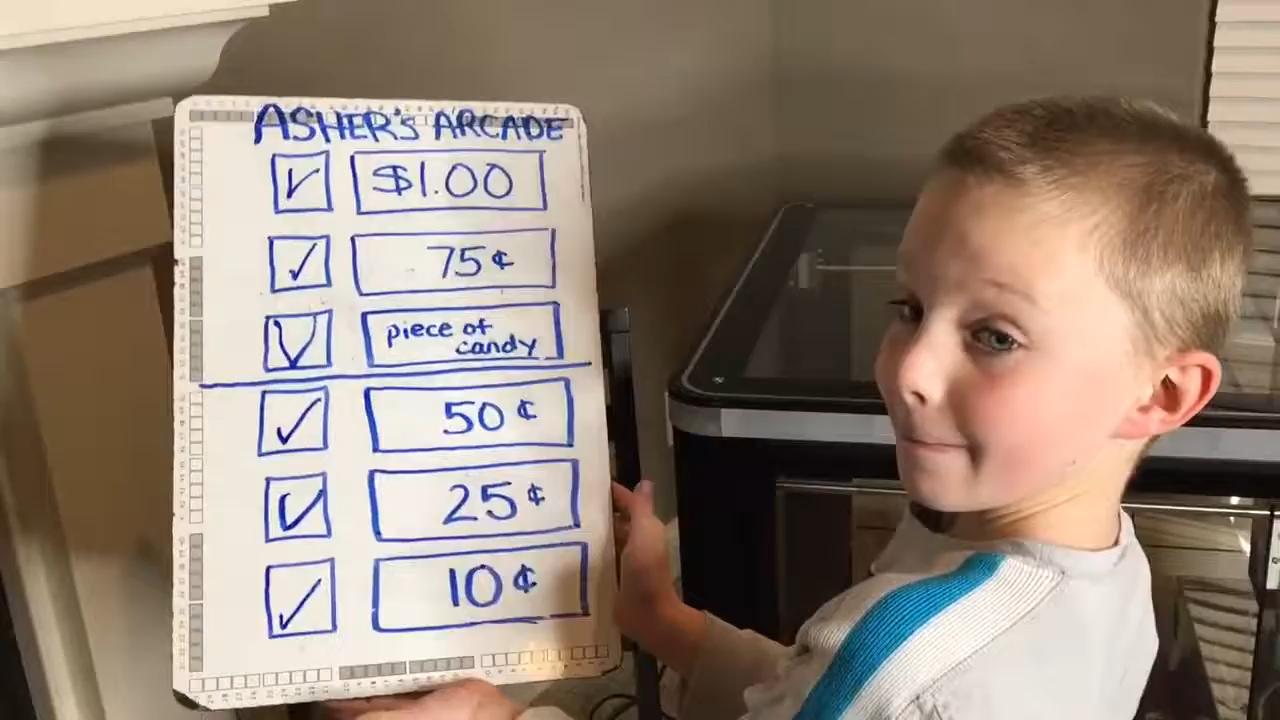 ASHER'S ARCADE
✓ $1.00
✓ 75¢
✓ piece of
candy
✓ 50¢
✓ 25¢
✓ 10¢